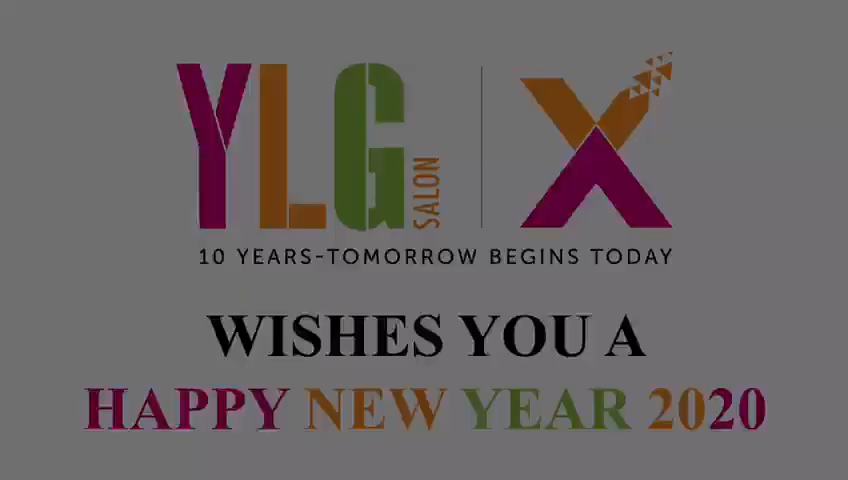 YLG SALON X
10 YEARS-TOMORROW BEGINS TODAY
WISHES YOU A
HAPPY NEW YEAR 2020